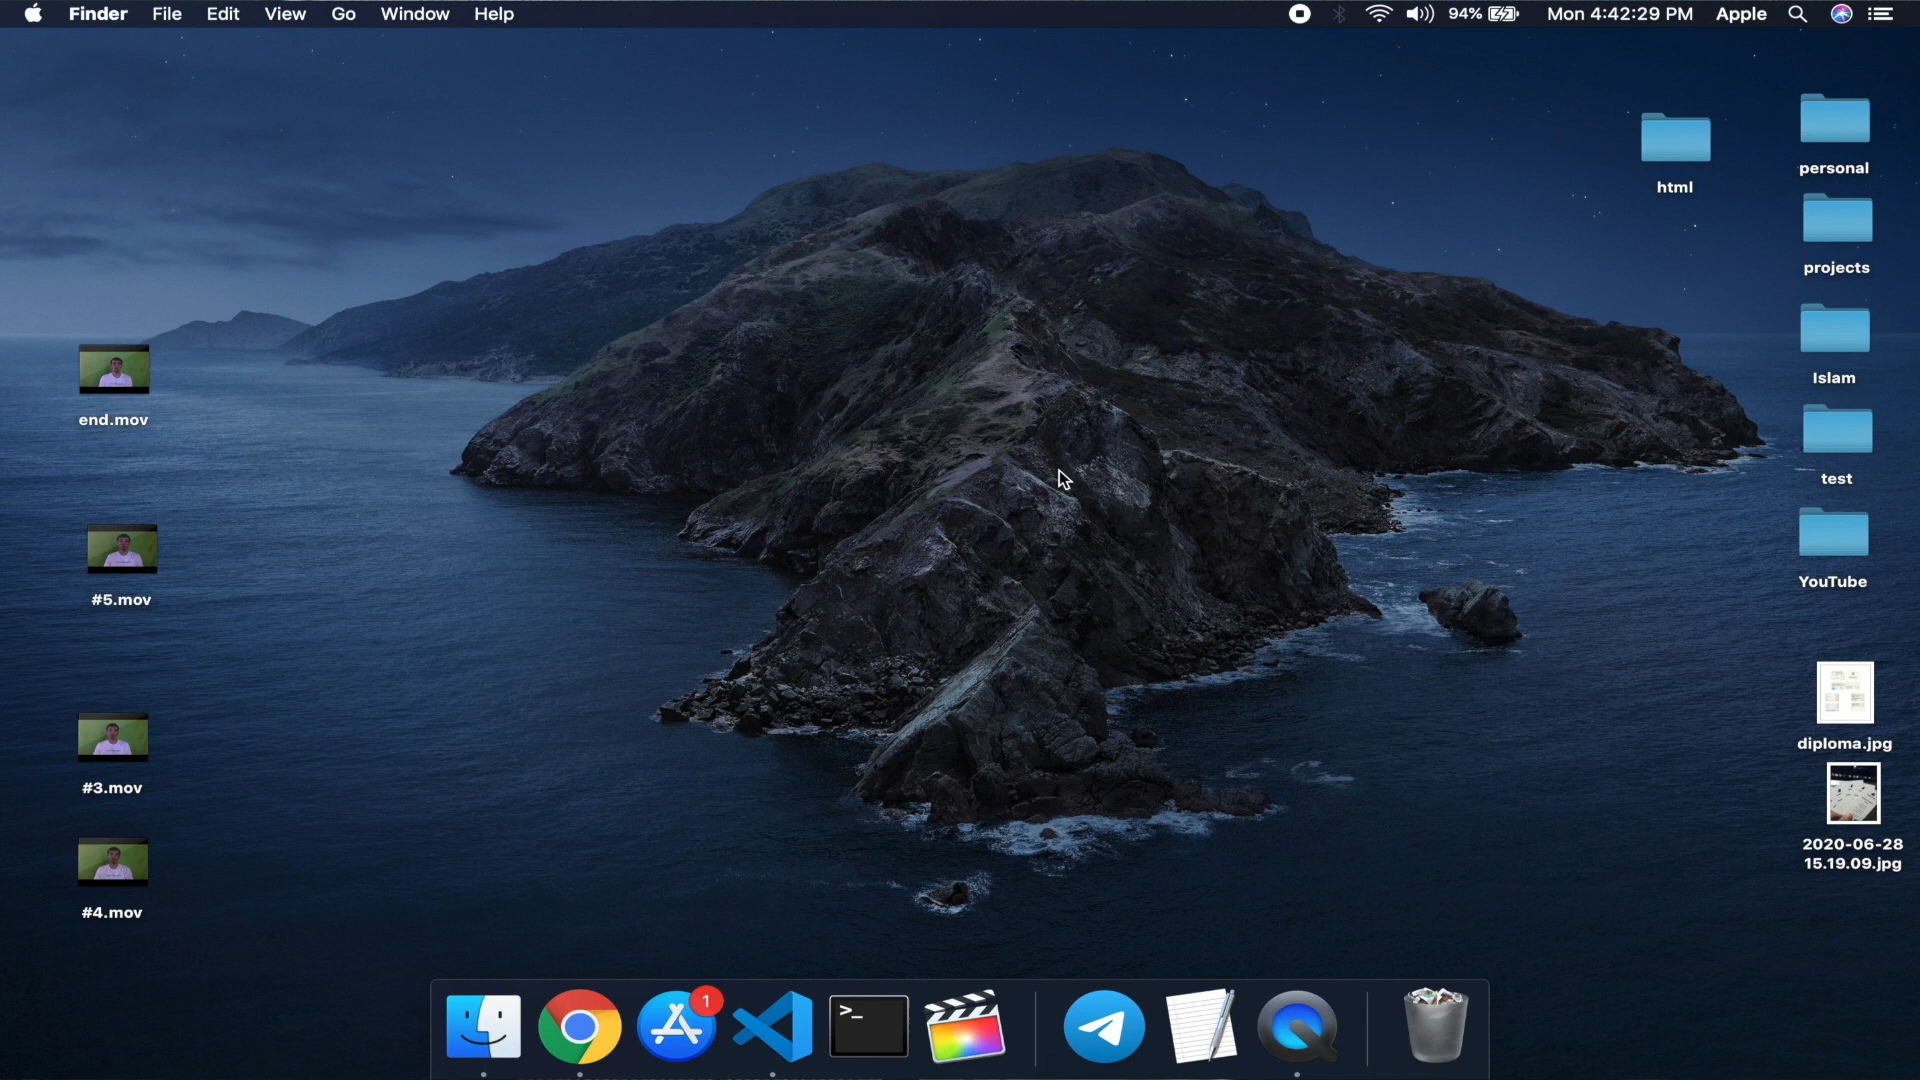 Finder File Edit View Go Window Help 94% Mon 4:42:29 PM Apple
html
personal
projects
Islam
test
YouTube
diploma.jpg
2020-06-28
15.19.09.jpg
end.mov
#5.mov
#3.mov
#4.mov
1
>_